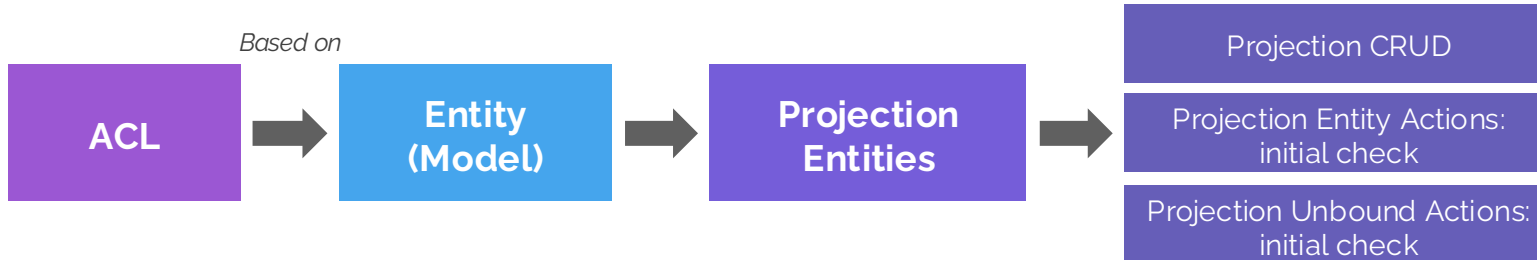 Based on
ACL
Entity
(Model)
Projection
Entities
Projection CRUD
Projection Entity Actions:
initial check
Projection Unbound Actions:
initial check